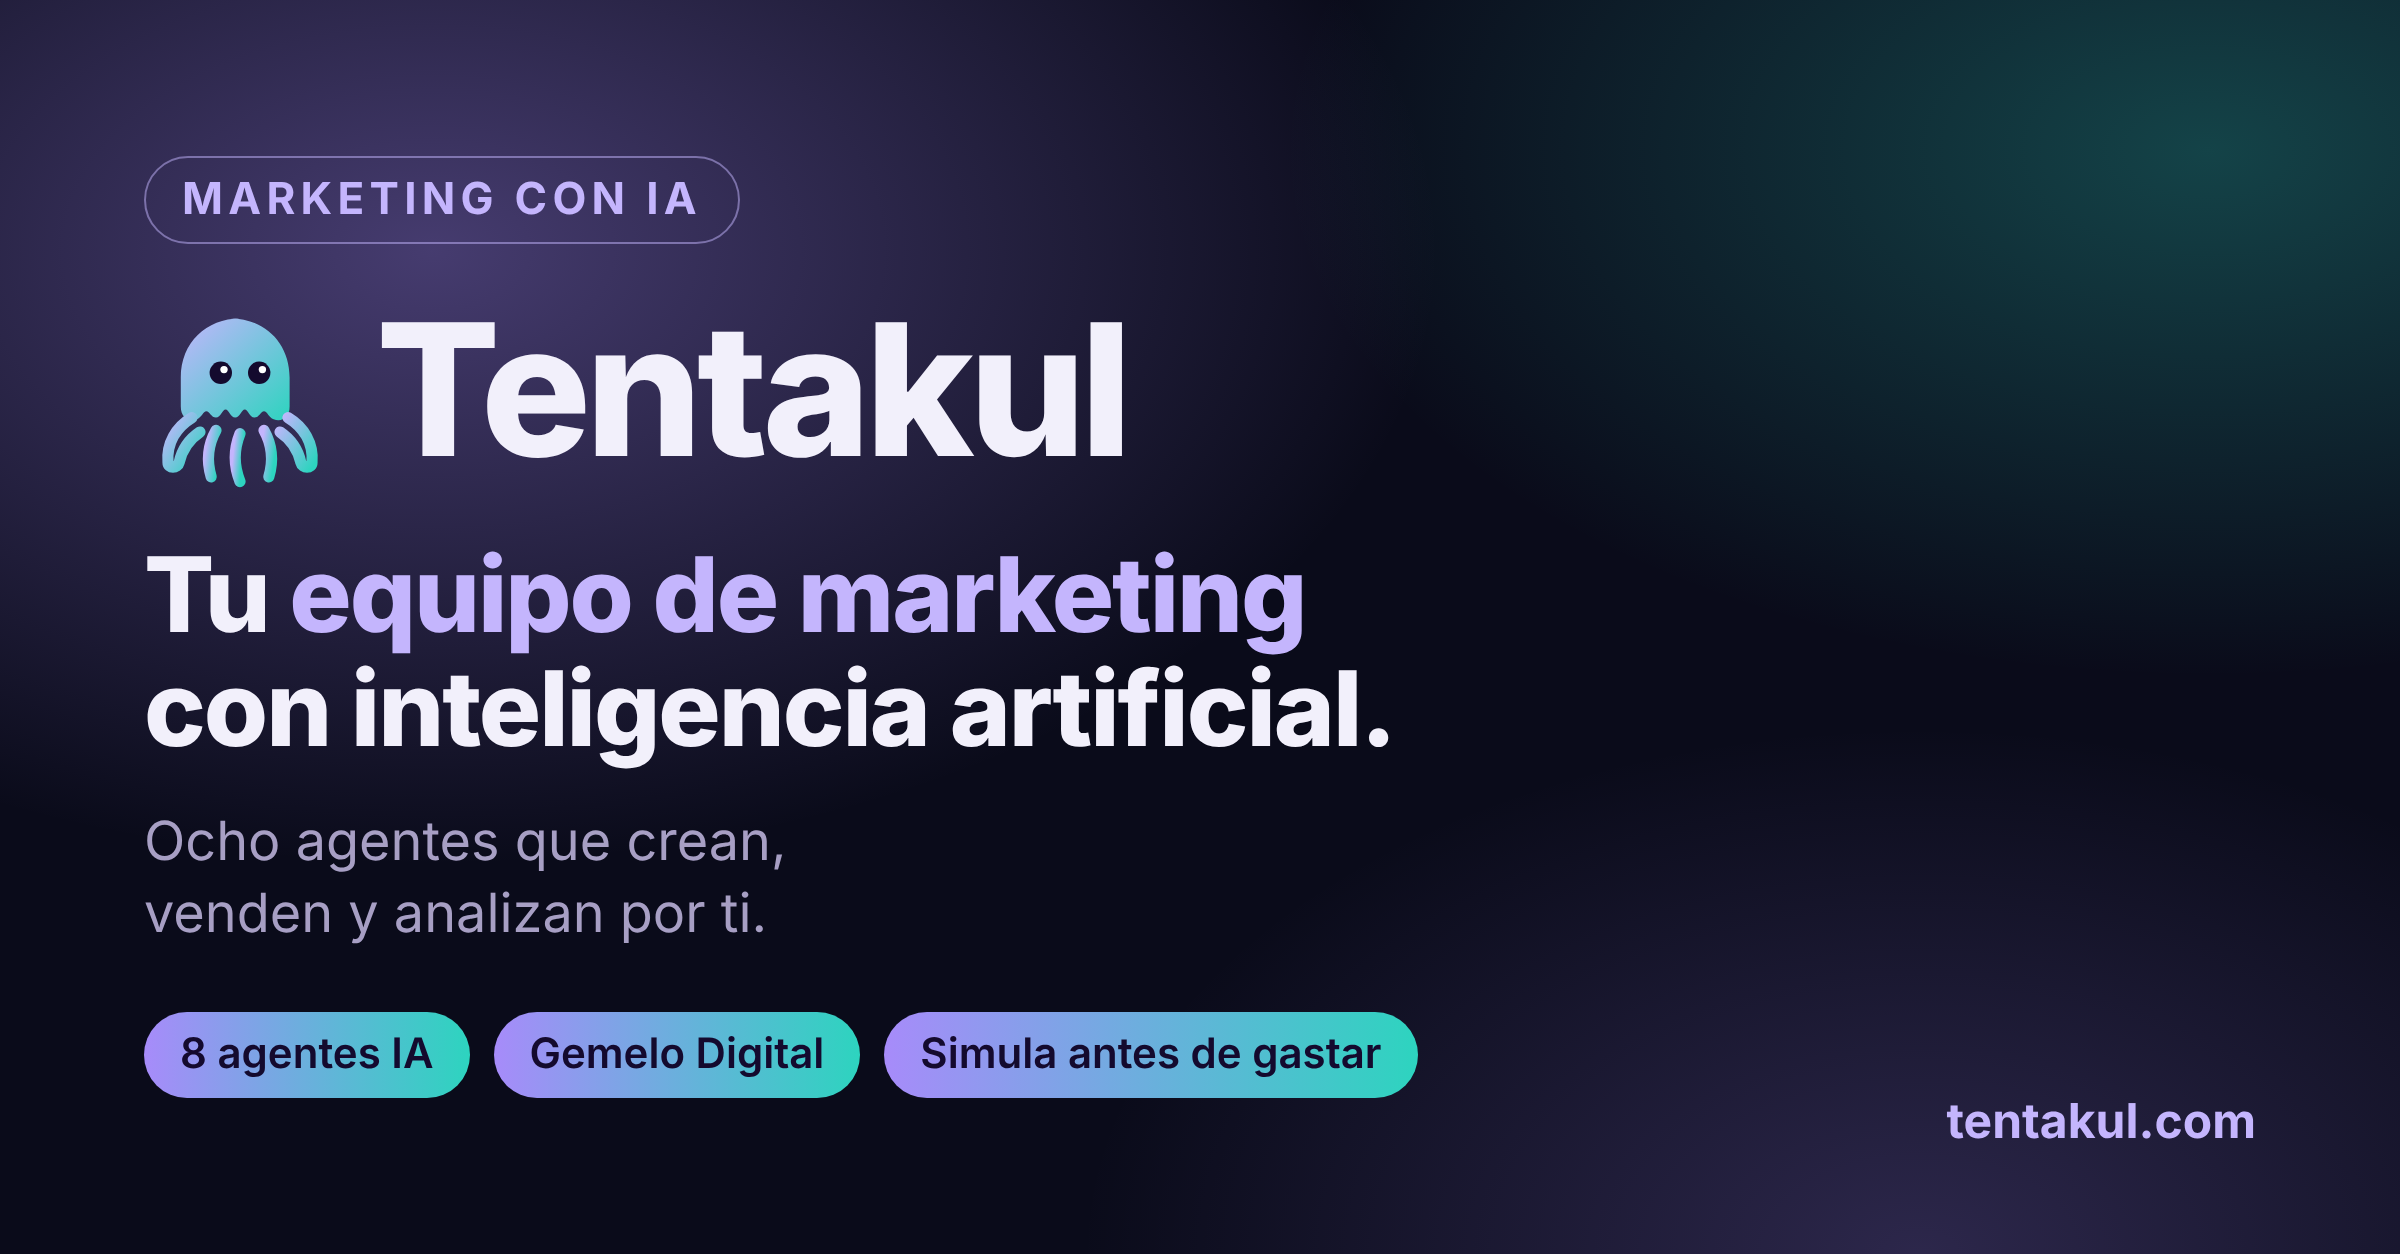 MARKETING CON IA
Tentakul
Tu equipo de marketing
con inteligencia artificial.
Ocho agentes que crean,
venden y analizan por ti.
8 agentes IA
Gemelo Digital
Simula antes de gastar
tentakul.com